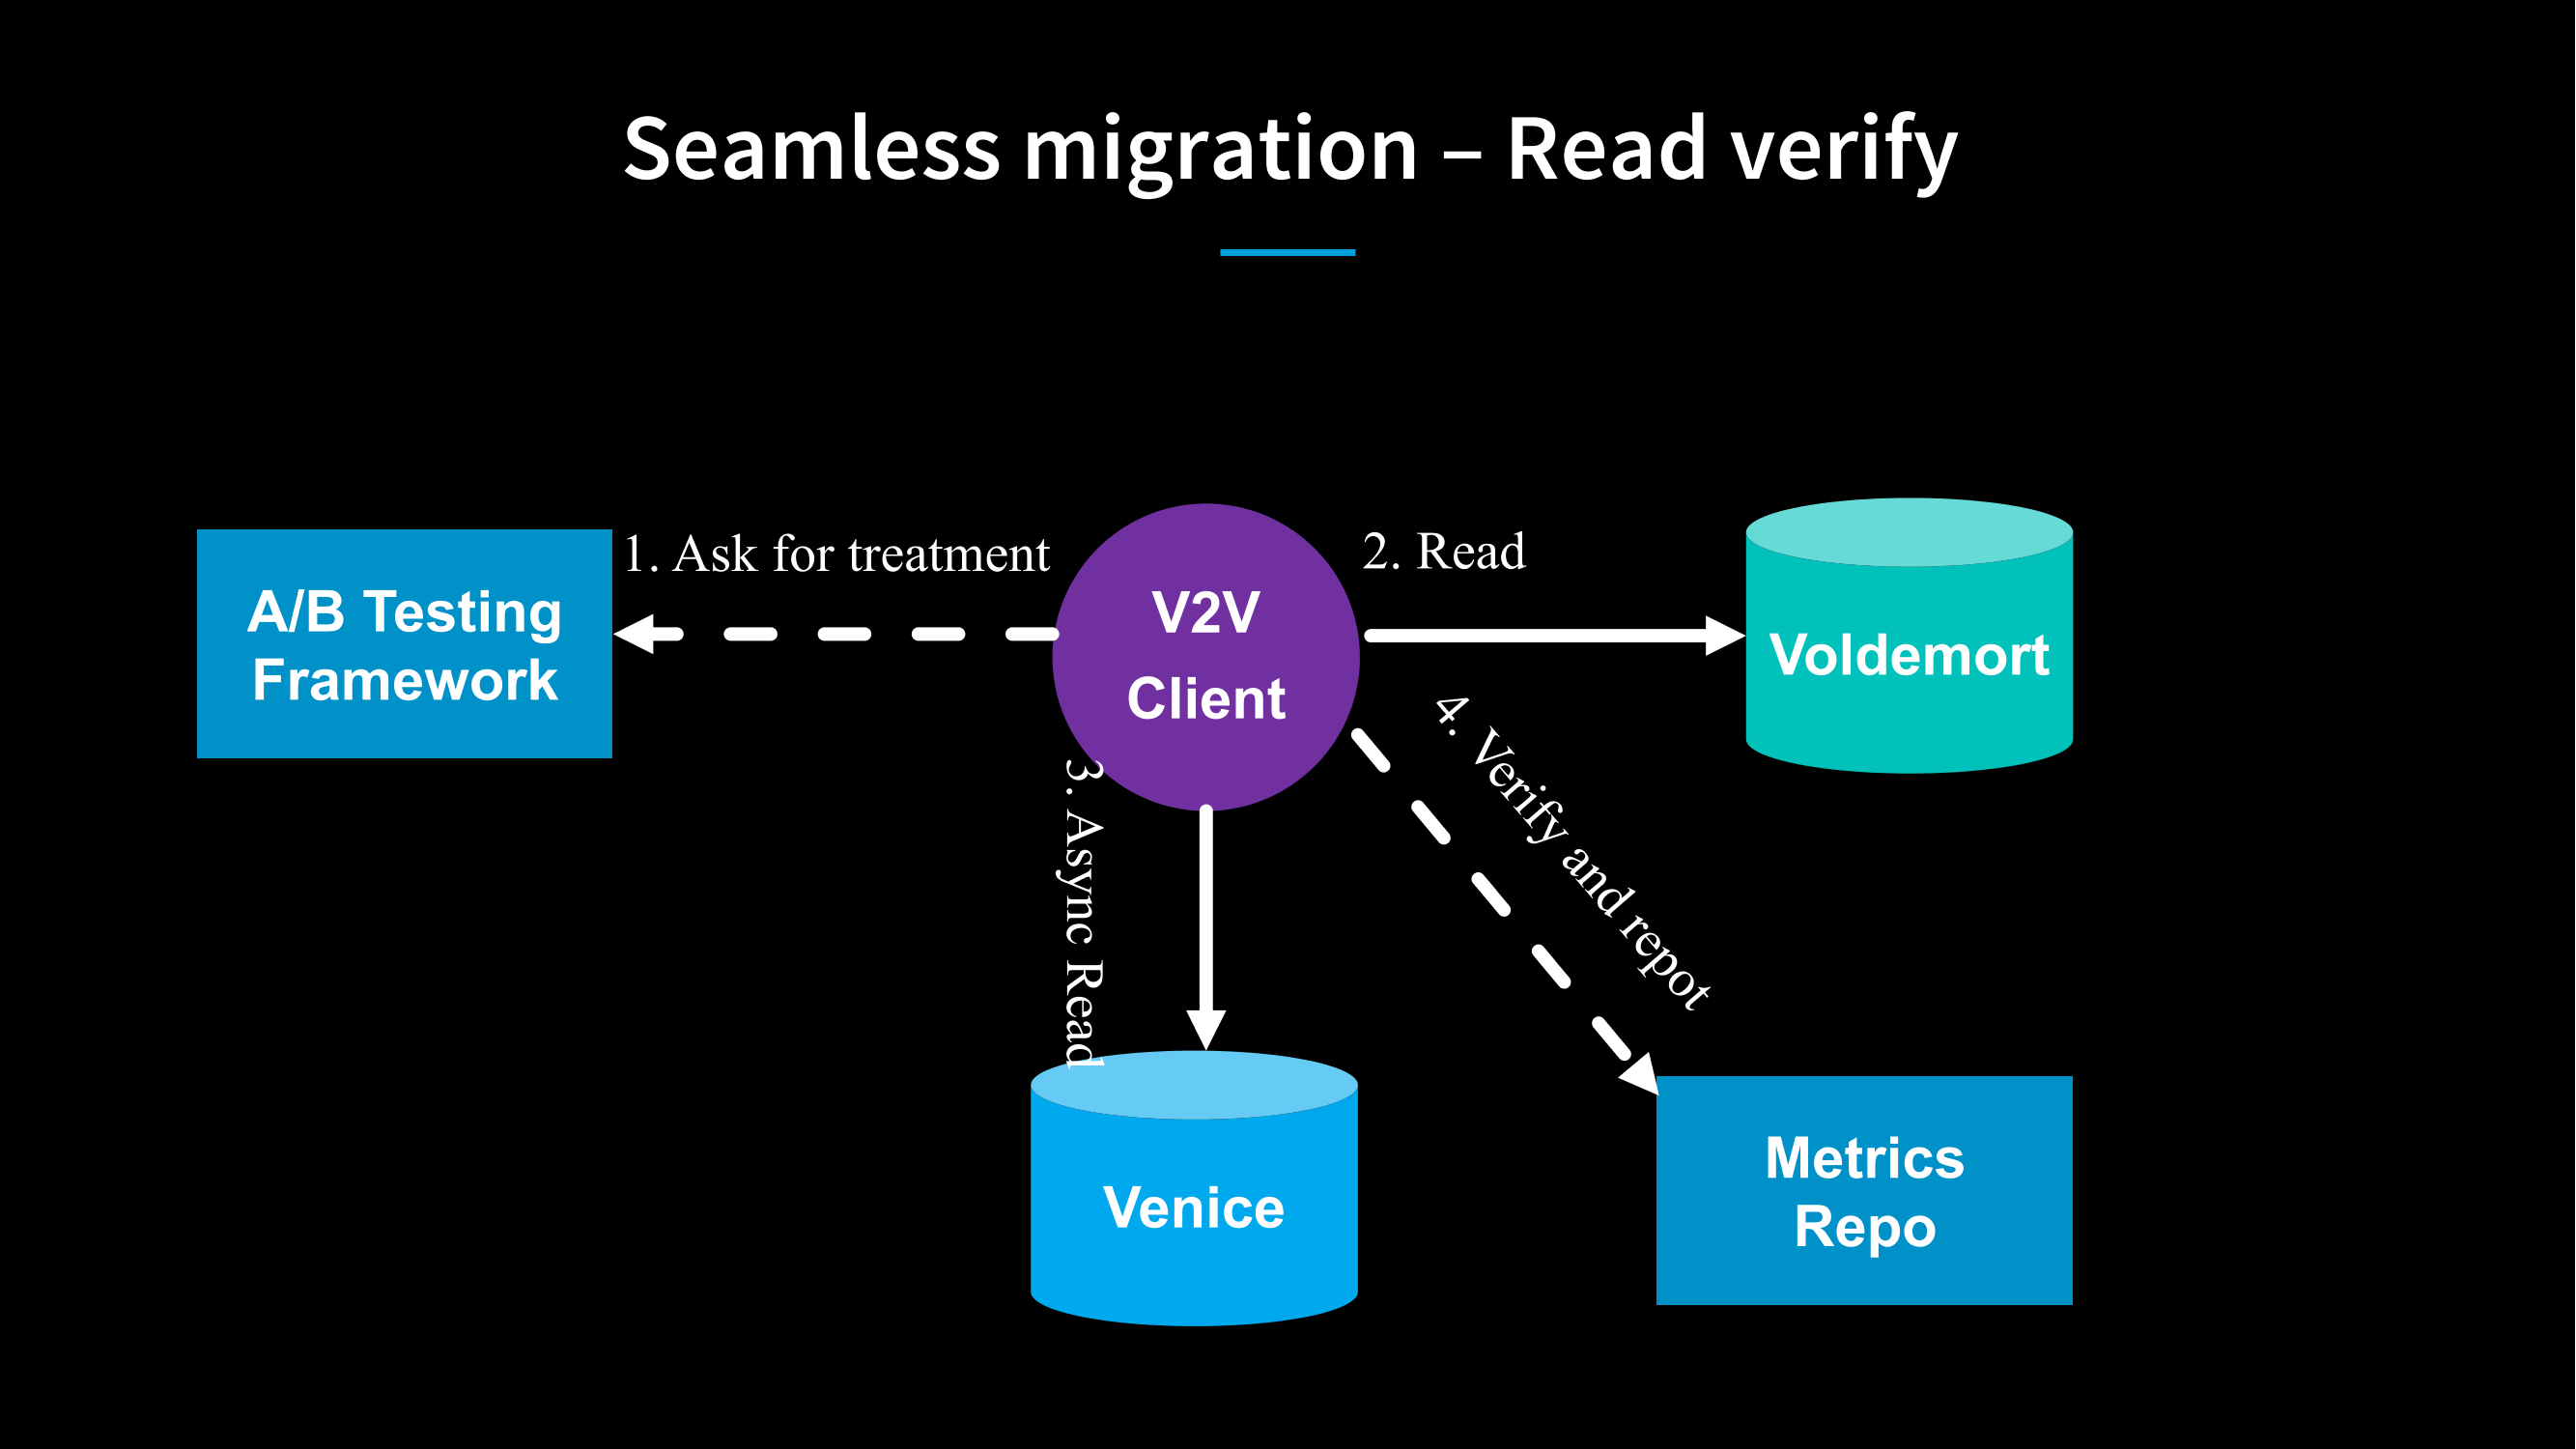 Seamless migration – Read verify
A/B Testing
Framework
1. Ask for treatment
V2V
Client
2. Read
Voldemort
3. Async Read
4. Verify and repot
Venice
Metrics
Repo